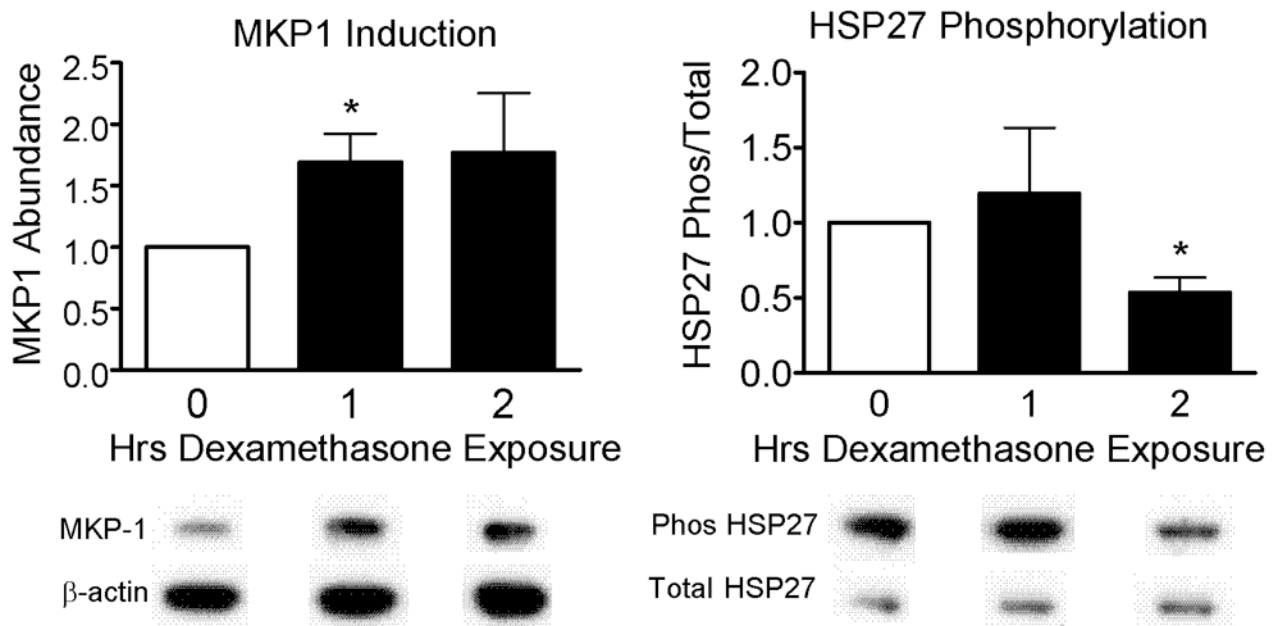 MKP1 Induction
MKP1 Abundance
2.5
2.0
1.5
1.0
0.5
0.0
*
0 1 2
Hrs Dexamethasone Exposure
MKP-1
β-actin
HSP27 Phosphorylation
HSP27 Phos/Total
2.0
1.5
1.0
0.5
0.0
*
0 1 2
Hrs Dexamethasone Exposure
Phos HSP27
Total HSP27